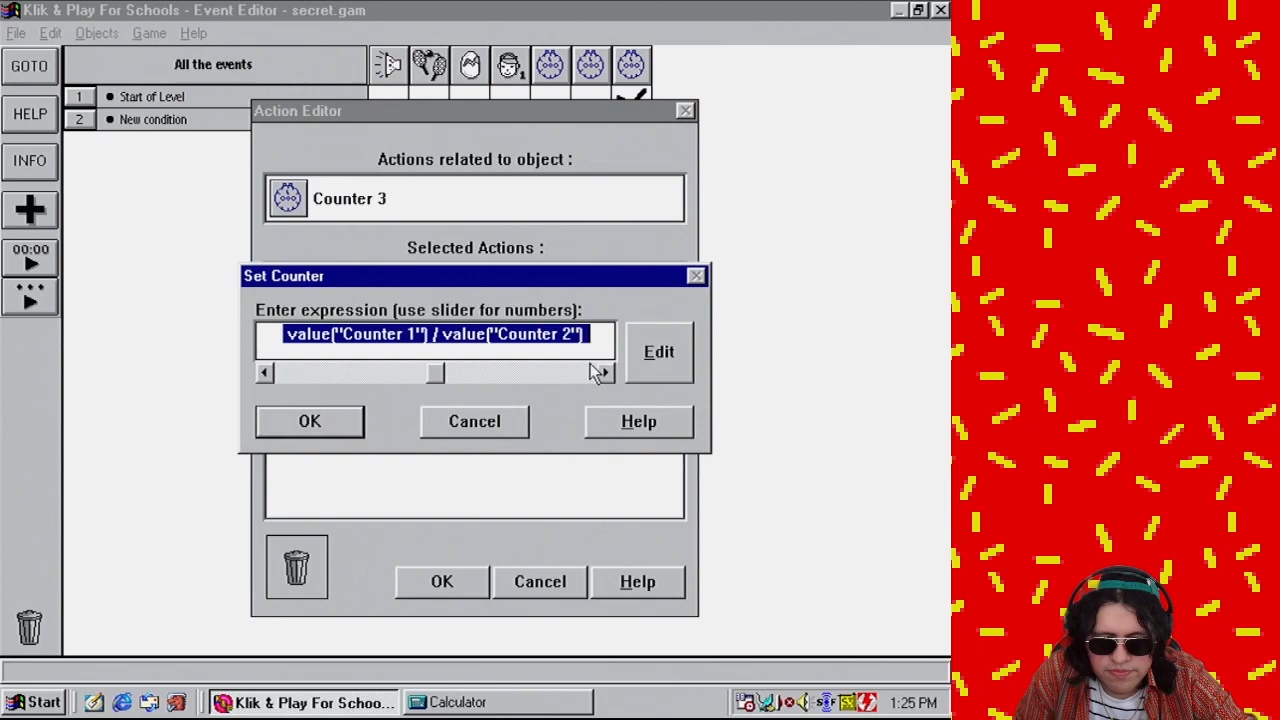 Klik & Play For Schools - Event Editor - secret.gam
File Edit Objects Game Help
GOTO
All the events
1
1 • Start of Level
2 • New condition
HELP
INFO
00:00
Action Editor
Actions related to object :
Counter 3
Selected Actions :
Set Counter
Enter expression (use slider for numbers):
value("Counter 1") / value("Counter 2")
Edit
OK Cancel Help
OK Cancel Help
Start Klik & Play For Schoo... Calculator 1:25 PM